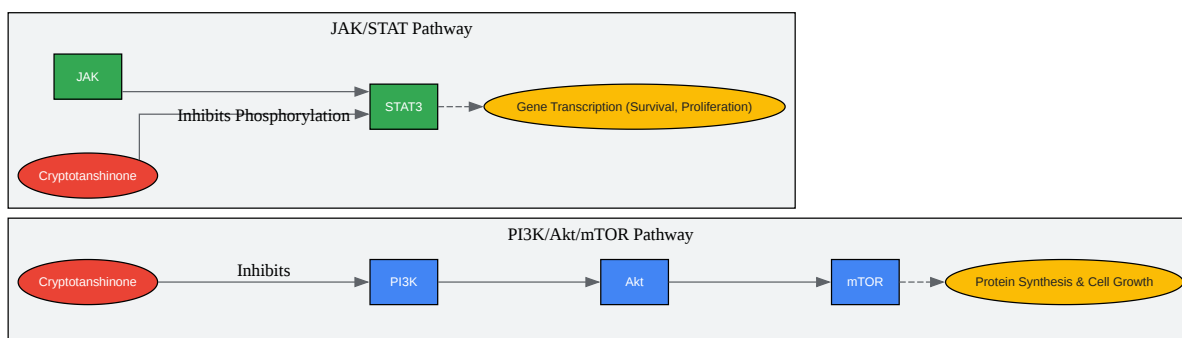 JAK/STAT Pathway
JAK
STAT3
Gene Transcription (Survival, Proliferation)
Inhibits Phosphorylation
Cryptotanshinone
PI3K/Akt/mTOR Pathway
Cryptotanshinone
Inhibits
PI3K
Akt
mTOR
Protein Synthesis & Cell Growth